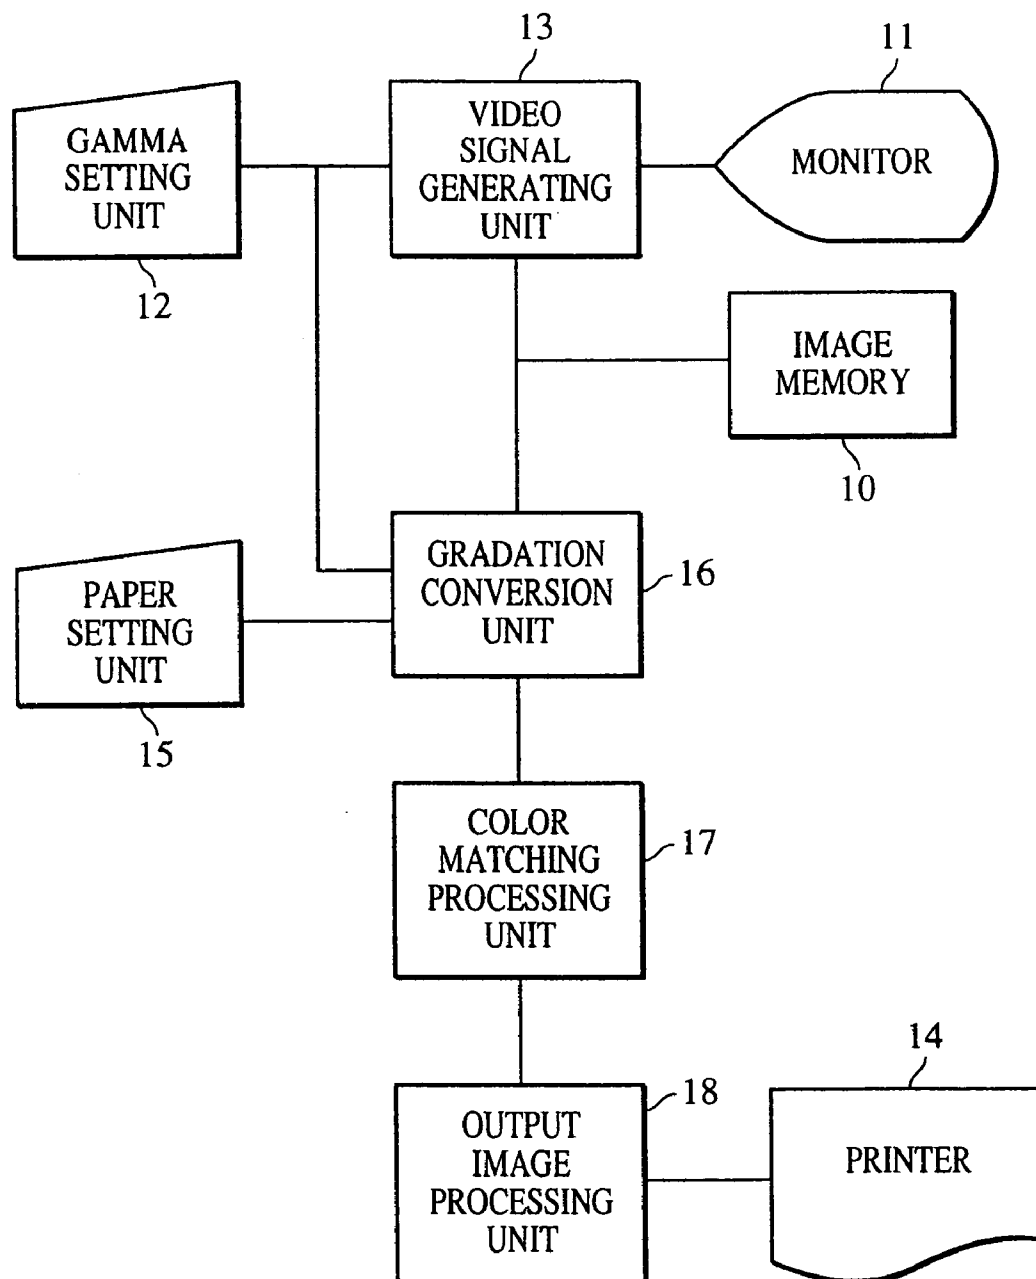 13
11
GAMMA
SETTING
UNIT
12
VIDEO
SIGNAL
GENERATING
UNIT
MONITOR
IMAGE
MEMORY
10
GRADATION
CONVERSION
UNIT
16
PAPER
SETTING
UNIT
15
COLOR
MATCHING
PROCESSING
UNIT
17
14
18
OUTPUT
IMAGE
PROCESSING
UNIT
PRINTER